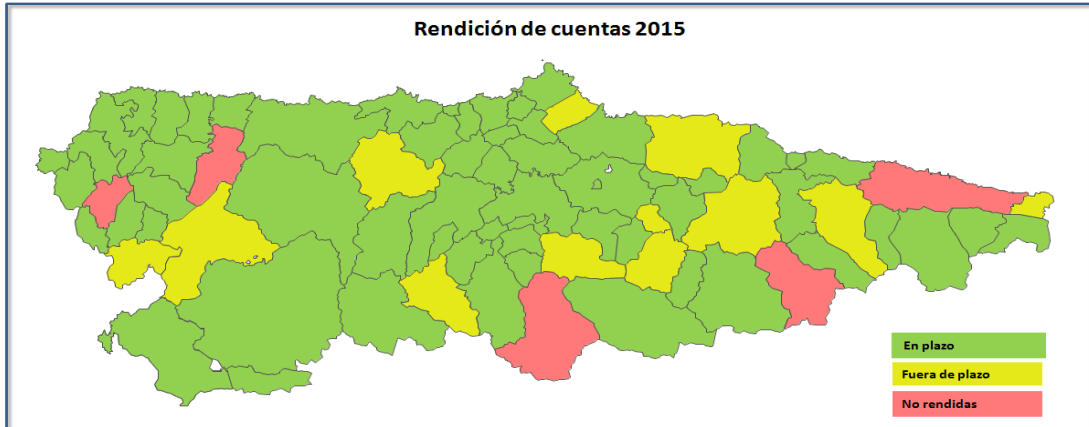 Rendición de cuentas 2015
En plazo
Fuera de plazo
No rendidas